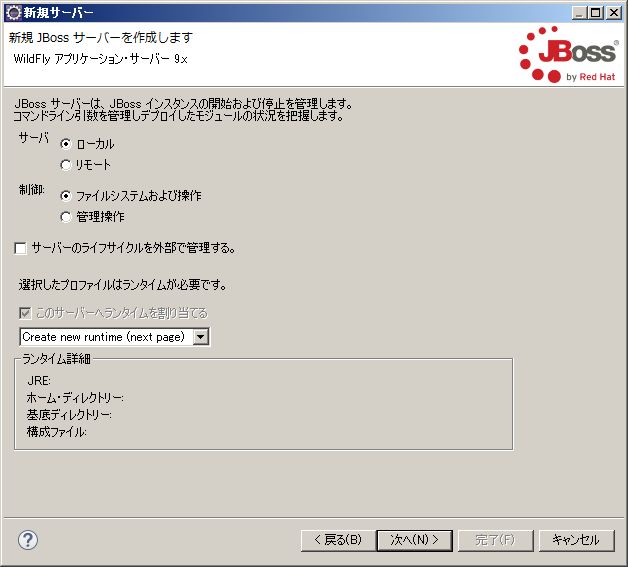 新規サーバー
新規 JBoss サーバーを作成します
WildFly アプリケーション・サーバー 9.x
JBoss
by Red Hat
JBoss サーバーは、JBoss インスタンスの開始および停止を管理します。
コマンドライン引数を管理しデプロイしたモジュールの状況を把握します。
サーバ
ローカル
リモート
制御:
ファイルシステムおよび操作
管理操作
サーバーのライフサイクルを外部で管理する。
選択したプロファイルはランタイムが必要です。
このサーバーへランタイムを割り当てる
Create new runtime (next page)
ランタイム詳細
JRE:
ホーム・ディレクトリー:
基底ディレクトリー:
構成ファイル:
?
< 戻る(B)
次へ(N) >
完了(F)
キャンセル